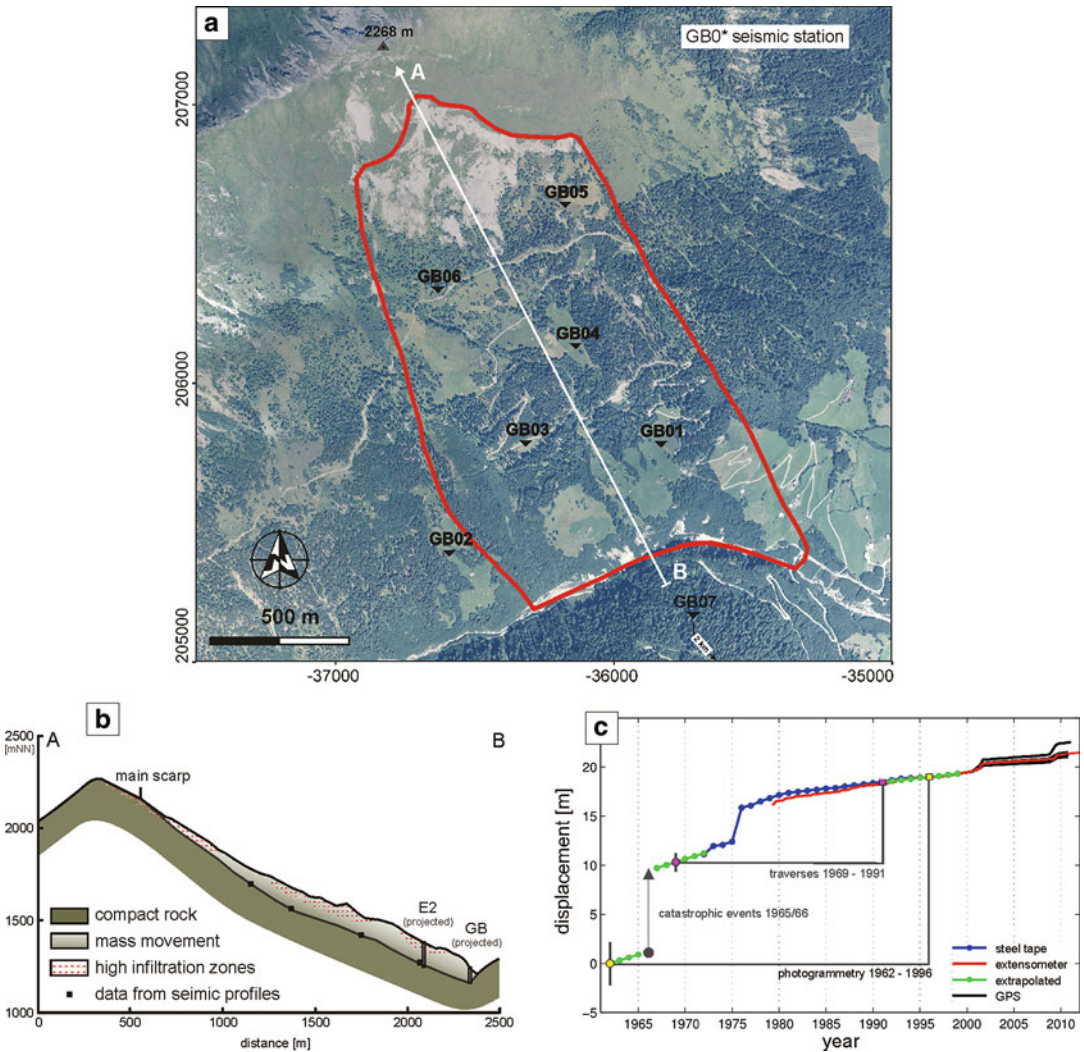 a
2268 m
GB0* seismic station
A
207000
GB05
GB06
GB04
206000
GB03
GB01
GB02
B
GB07
500 m
2 km
205000
-37000
-36000
-35000
b
c
2500
[mNN]
A
B
main scarp
2000
E2
(projected)
GB
(projected)
1500
compact rock
mass movement
high infiltration zones
data from seimic profiles
1000
0
500
1000
1500
2000
2500
distance [m]
20
15
10
5
0
-5
displacement [m]
traverses 1969 - 1991
catastrophic events 1965/66
photogrammetry 1962 - 1996
steel tape
extensometer
extrapolated
GPS
1965 1970 1975 1980 1985 1990 1995 2000 2005 2010
year